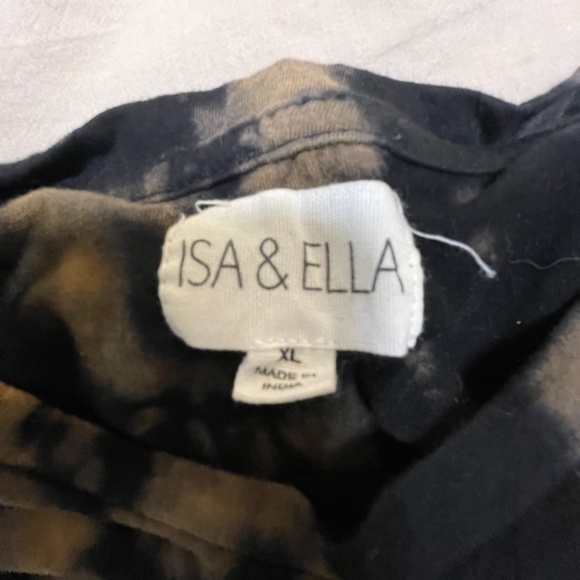 ISA & ELLA
XL
MADE IN
INDIA